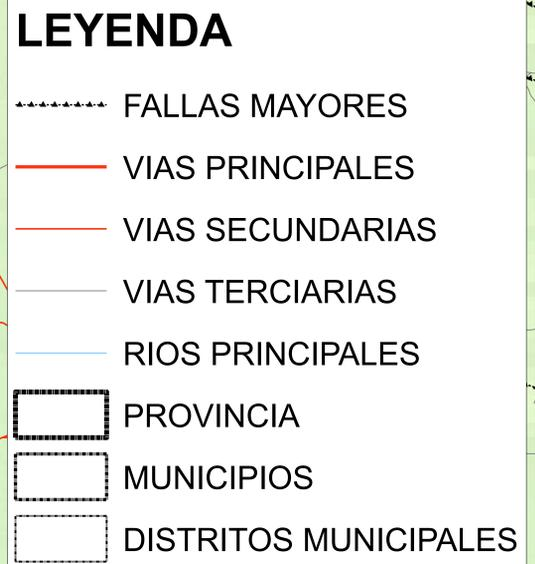 LEYENDA
FALLAS MAYORES
VIAS PRINCIPALES
VIAS SECUNDARIAS
VIAS TERCIARIAS
RIOS PRINCIPALES
PROVINCIA
MUNICIPIOS
DISTRITOS MUNICIPALES